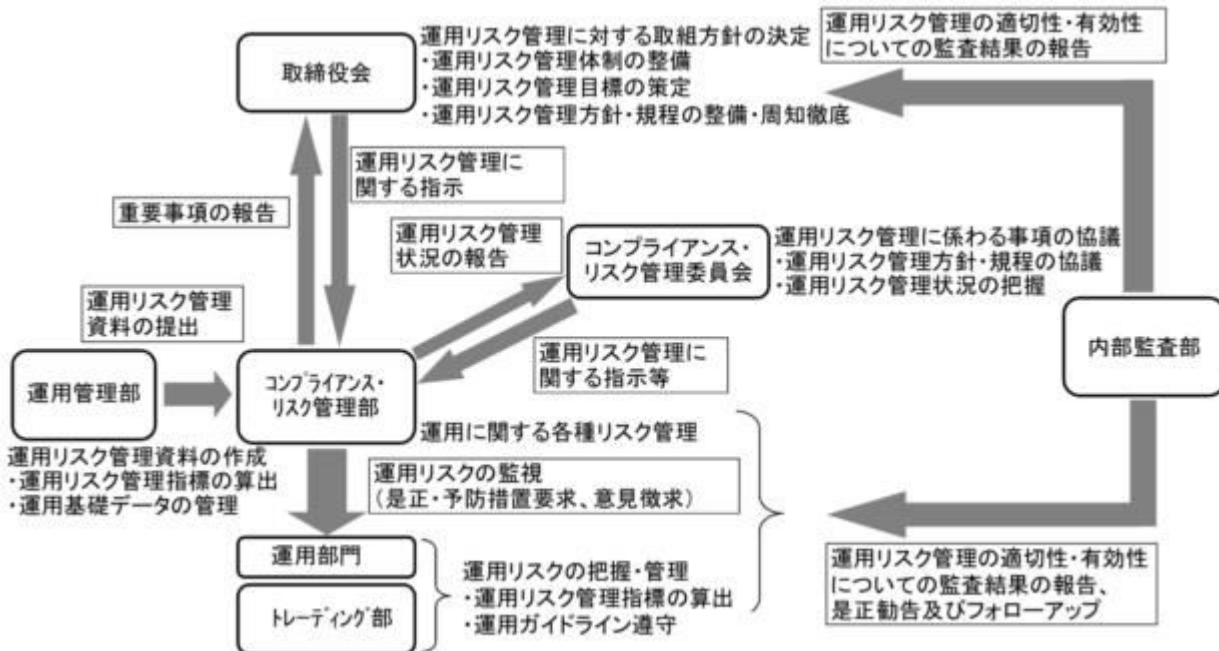 取締役会
運用リスク管理に対する取組方針の決定
・運用リスク管理体制の整備
・運用リスク管理目標の策定
・運用リスク管理方針・規程の整備・周知徹底
運用リスク管理の適切性・有効性
についての監査結果の報告
運用リスク管理に
関する指示
重要事項の報告
運用リスク管理
状況の報告
コンプライアンス・
リスク管理委員会
運用リスク管理に係わる事項の協議
・運用リスク管理方針・規程の協議
・運用リスク管理状況の把握
運用リスク管理
資料の提出
運用リスク管理に
関する指示等
内部監査部
運用管理部
コンプライアンス・
リスク管理部
運用に関する各種リスク管理
運用リスク管理資料の作成
・運用リスク管理指標の算出
・運用基礎データの管理
運用リスクの監視
（是正・予防措置要求、意見徴求）
運用部門
トレーディング部
運用リスクの把握・管理
・運用リスク管理指標の算出
・運用ガイドライン遵守
運用リスク管理の適切性・有効性
についての監査結果の報告、
是正勧告及びフォローアップ